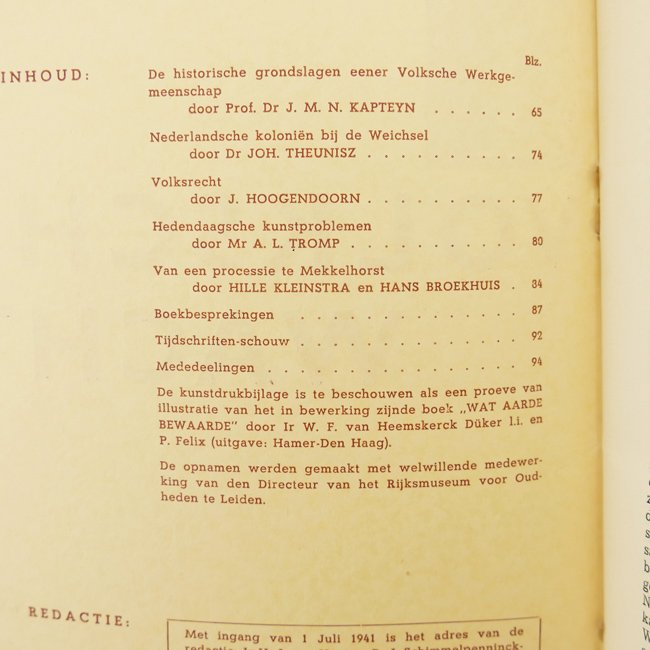 Blz.
INHOUD:
De historische grondslagen eener Volksche Werkge-
meenschap
door Prof. Dr J. M. N. KAPTEYN . . . . . . 65
Nederlandsche koloniën bij de Weichsel
door Dr JOH. THEUNISZ . . . . . . . . . . 74
Volksrecht
door J. HOOGENDOORN . . . . . . . . . . 77
Hedendaagsche kunstproblemen
door Mr A. L. TROMP . . . . . . . . . . . 80
Van een processie te Mekkelhorst
door HILLE KLEINSTRA en HANS BROEKHUIS . 84
Boekbesprekingen . . . . . . . . . . . . . . 87
Tijdschriften-schouw . . . . . . . . . . . . . . 92
Mededeelingen . . . . . . . . . . . . . . . . 94
De kunstdrukbijlage is te beschouwen als een proeve van
illustratie van het in bewerking zijnde boek „WAT AARDE
BEWAARDE" door Ir W. F. van Heemskerck Düker l.i. en
P. Felix (uitgave: Hamer-Den Haag).
De opnamen werden gemaakt met welwillende medewer-
king van den Directeur van het Rijksmuseum voor Oud-
heden te Leiden.
REDACTIE:
Met ingang van 1 Juli 1941 is het adres van de